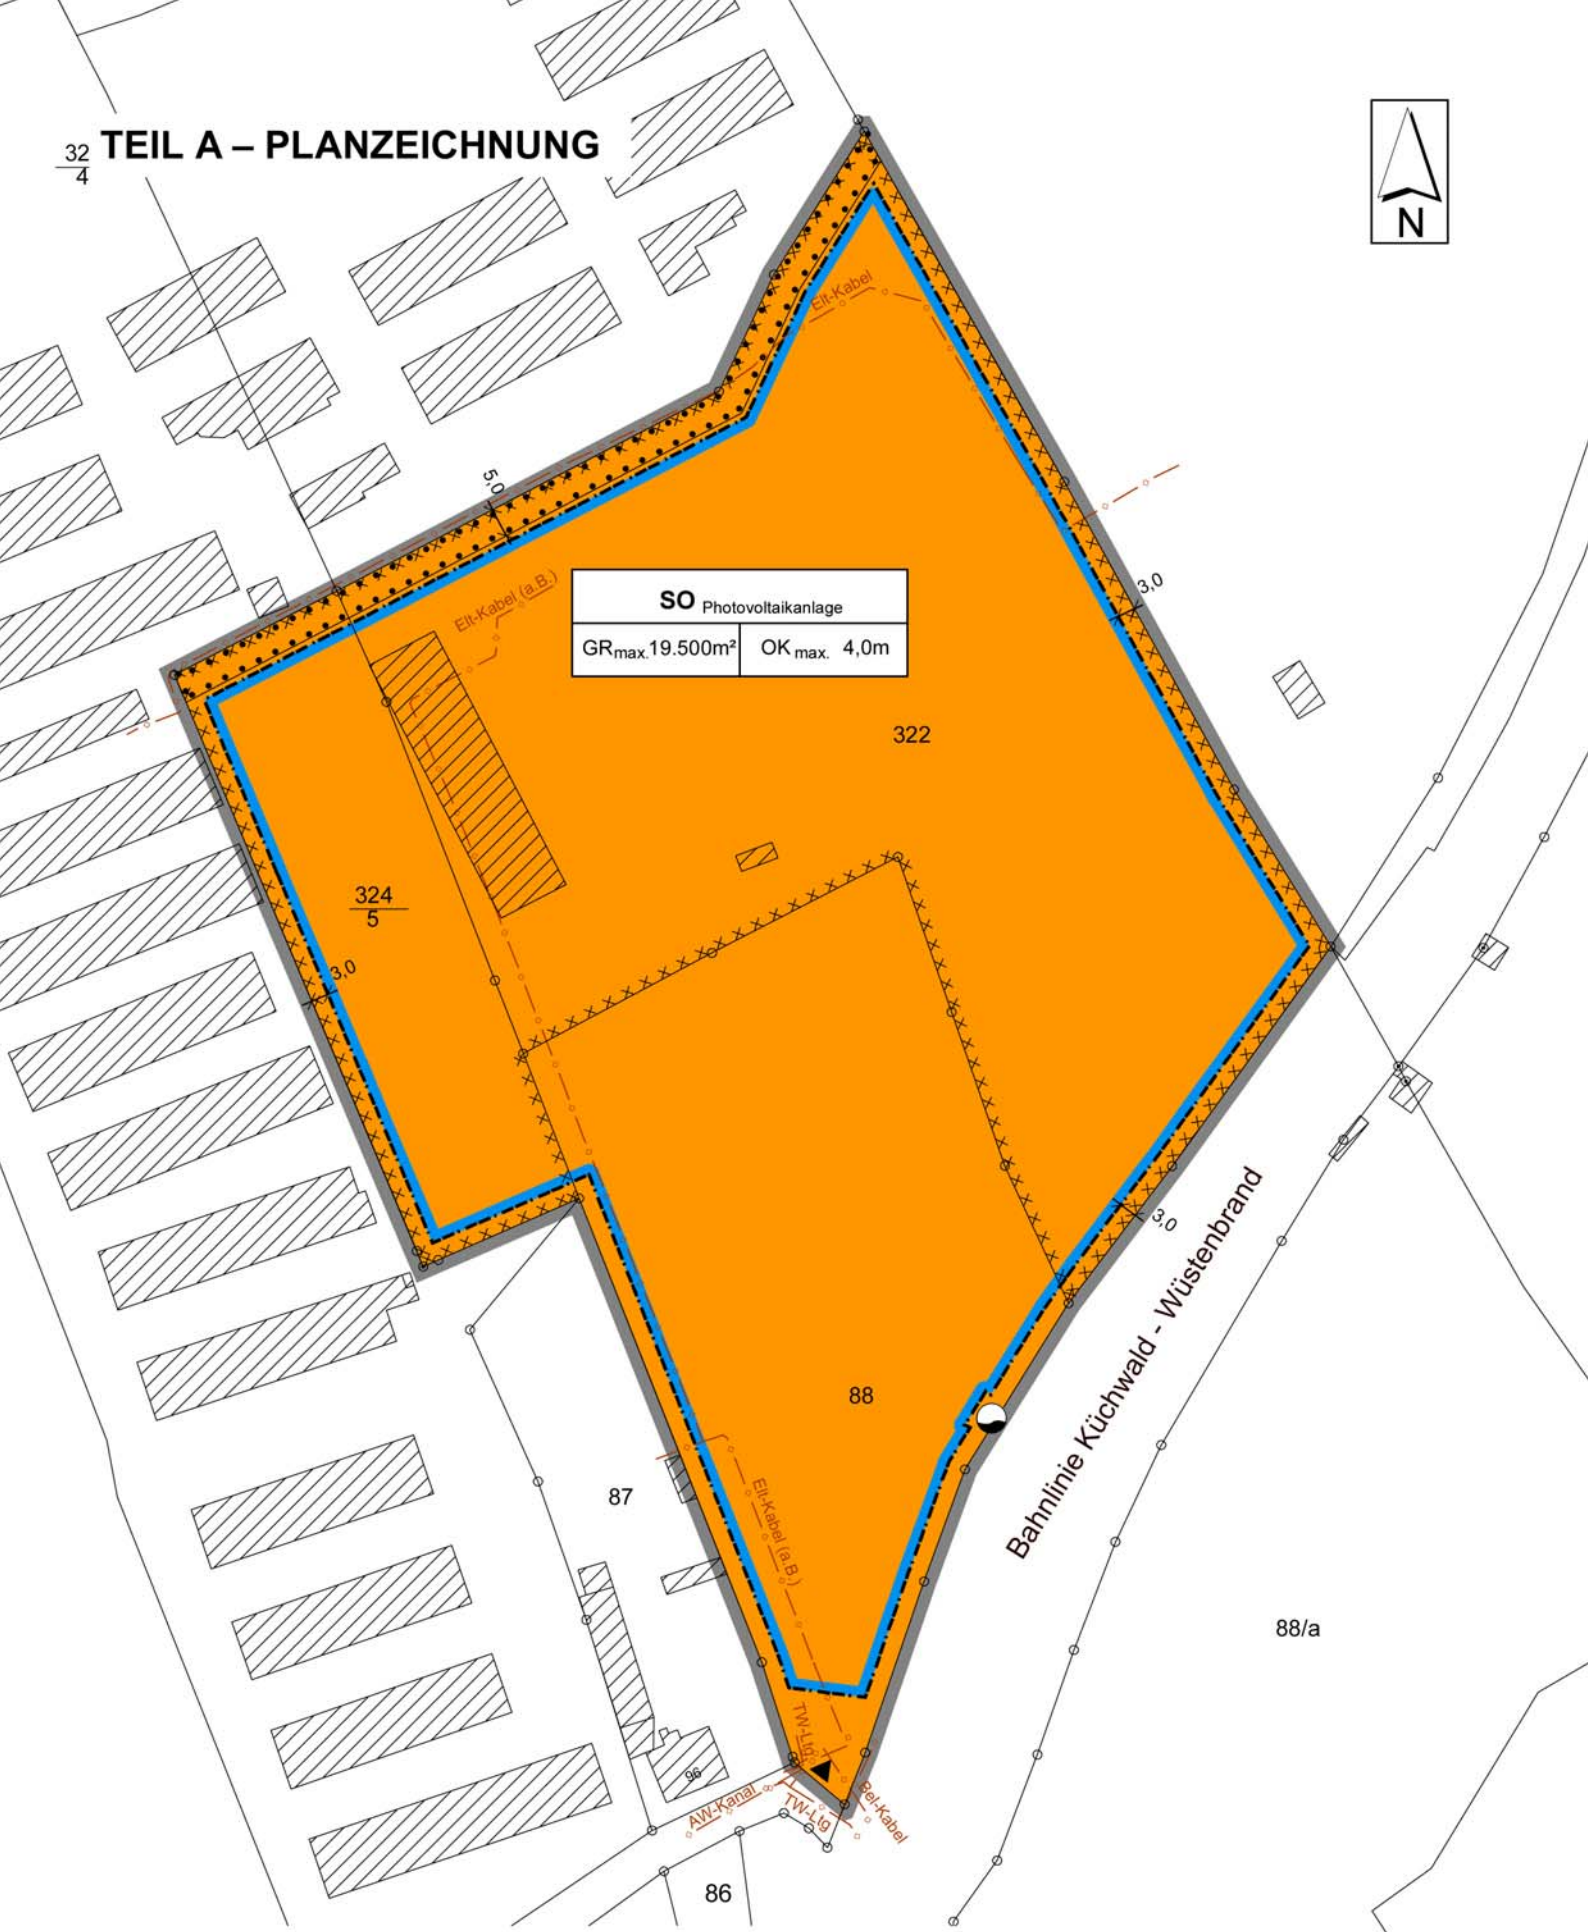 TEIL A – PLANZEICHNUNG
32
4
N
Elt-Kabel
5,0
Elt-Kabel (a.B.)
SO Photovoltaikanlage
GRmax.19.500m²
OK max. 4,0m
3,0
322
324
5
3,0
3,0
Bahnlinie Küchwald - Wüstenbrand
88
87
Elt-Kabel (a.B.)
88/a
TW-Ltg
96
AW-Kanal
TW-Ltg
Bel-Kabel
86